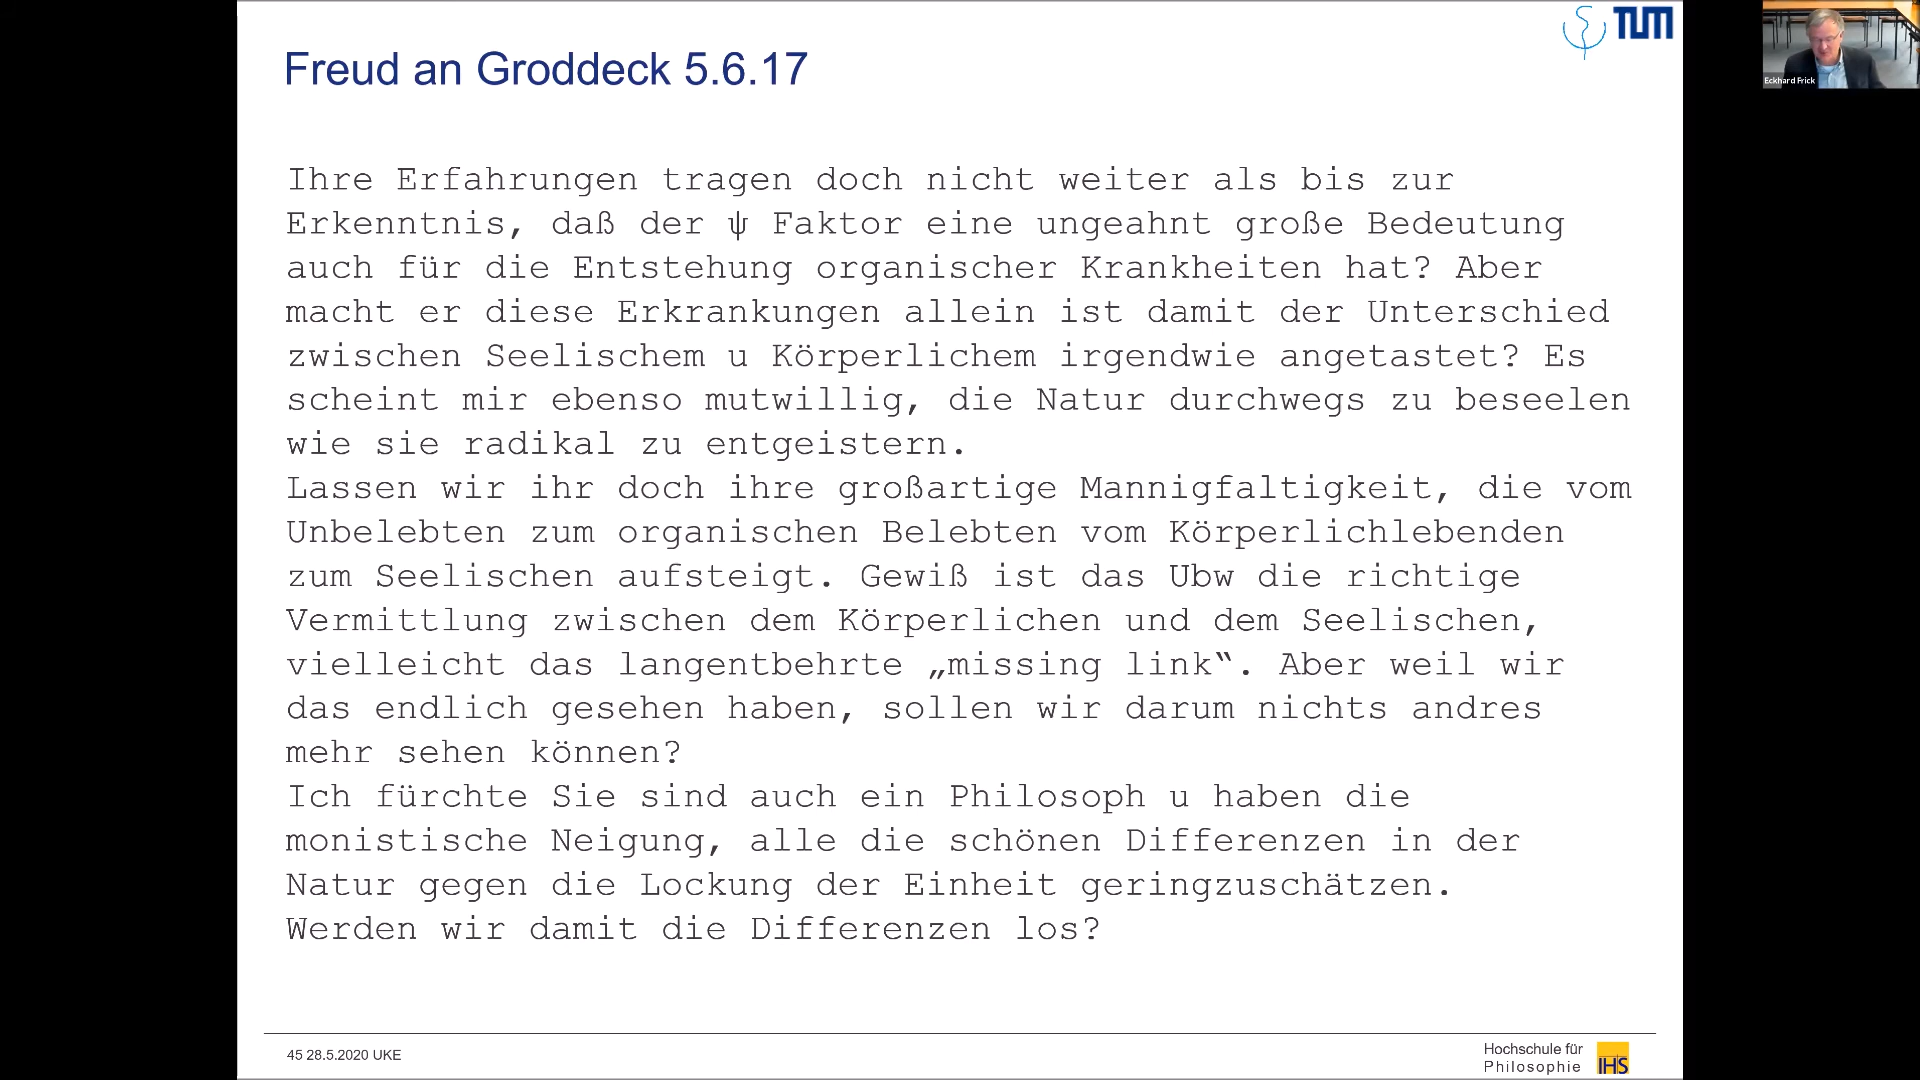 TUM
Freud an Groddeck 5.6.17
Eckhard Frick
Ihre Erfahrungen tragen doch nicht weiter als bis zur
Erkenntnis, daß der ψ Faktor eine ungeahnt große Bedeutung
auch für die Entstehung organischer Krankheiten hat? Aber
macht er diese Erkrankungen allein ist damit der Unterschied
zwischen Seelischem u Körperlichem irgendwie angetastet? Es
scheint mir ebenso mutwillig, die Natur durchwegs zu beseelen
wie sie radikal zu entgeistern.
Lassen wir ihr doch ihre großartige Mannigfaltigkeit, die vom
Unbelebten zum organischen Belebten vom Körperlichlebenden
zum Seelischen aufsteigt. Gewiß ist das Ubw die richtige
Vermittlung zwischen dem Körperlichen und dem Seelischen,
vielleicht das langentbehrte „missing link“. Aber weil wir
das endlich gesehen haben, sollen wir darum nichts andres
mehr sehen können?
Ich fürchte Sie sind auch ein Philosoph u haben die
monistische Neigung, alle die schönen Differenzen in der
Natur gegen die Lockung der Einheit geringzuschätzen.
Werden wir damit die Differenzen los?
45 28.5.2020 UKE
Hochschule für
Philosophie
IHS